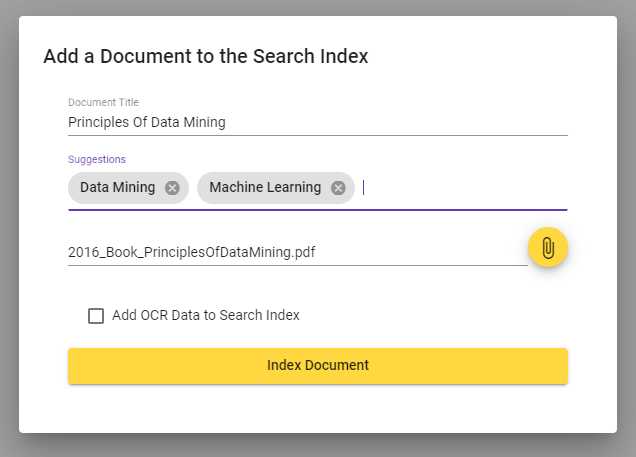 Add a Document to the Search Index
Document Title
Principles Of Data Mining
Suggestions
Data Mining Machine Learning
2016_Book_PrinciplesOfDataMining.pdf
Add OCR Data to Search Index
Index Document